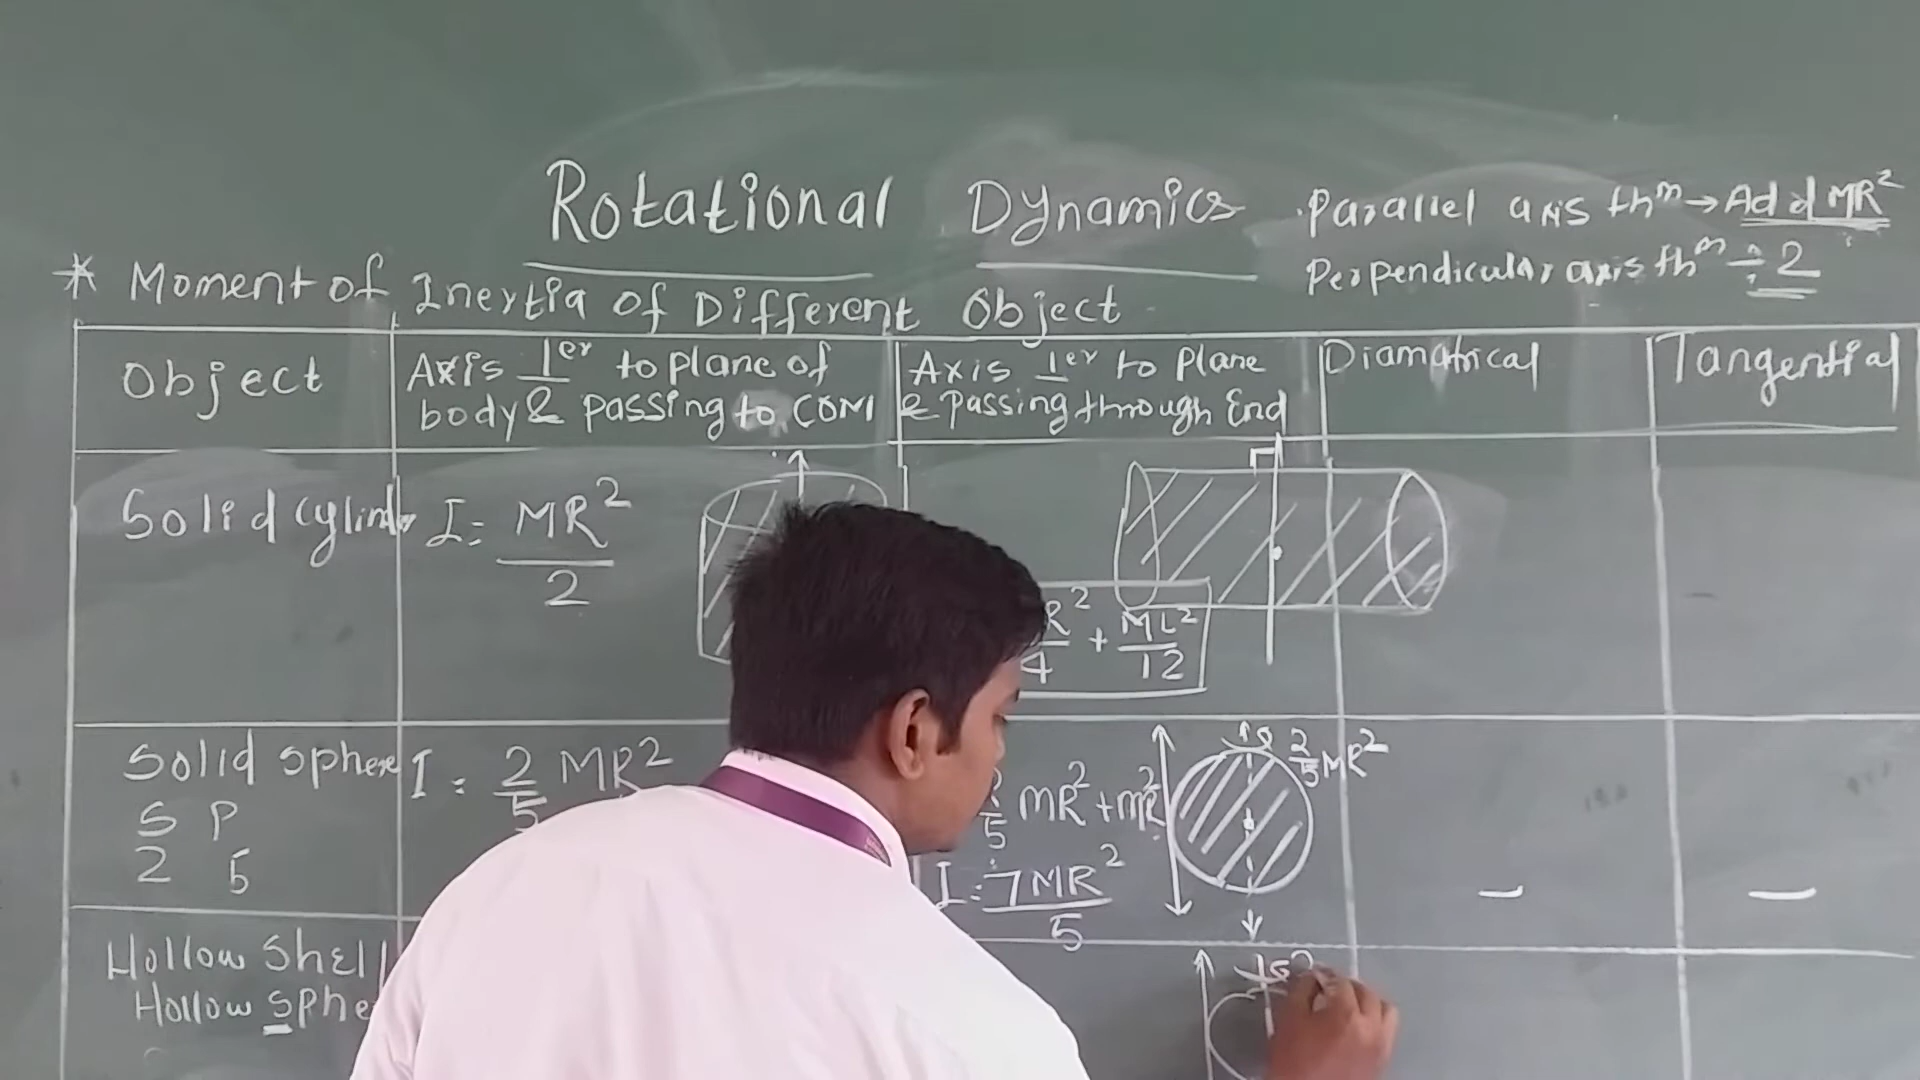 Rotational Dynamics
Parallel axis thm → Add MR²
Perpendicular axis thm ÷ 2
* Moment of Inertia of Different Object
Object
Axis ⊥er to plane of
body & passing to COM
Axis ⊥er to plane
& passing through End
Diamatrical
Tangential
Solid cylinder
I = MR²/2
R²/4 + ML²/12
Solid sphere
S P
2 5
I = 2/5 MR²
/5 MR² + MR²
I = 7MR²/5
2/5 MR²
–
–
Hollow Shell
Hollow sphe